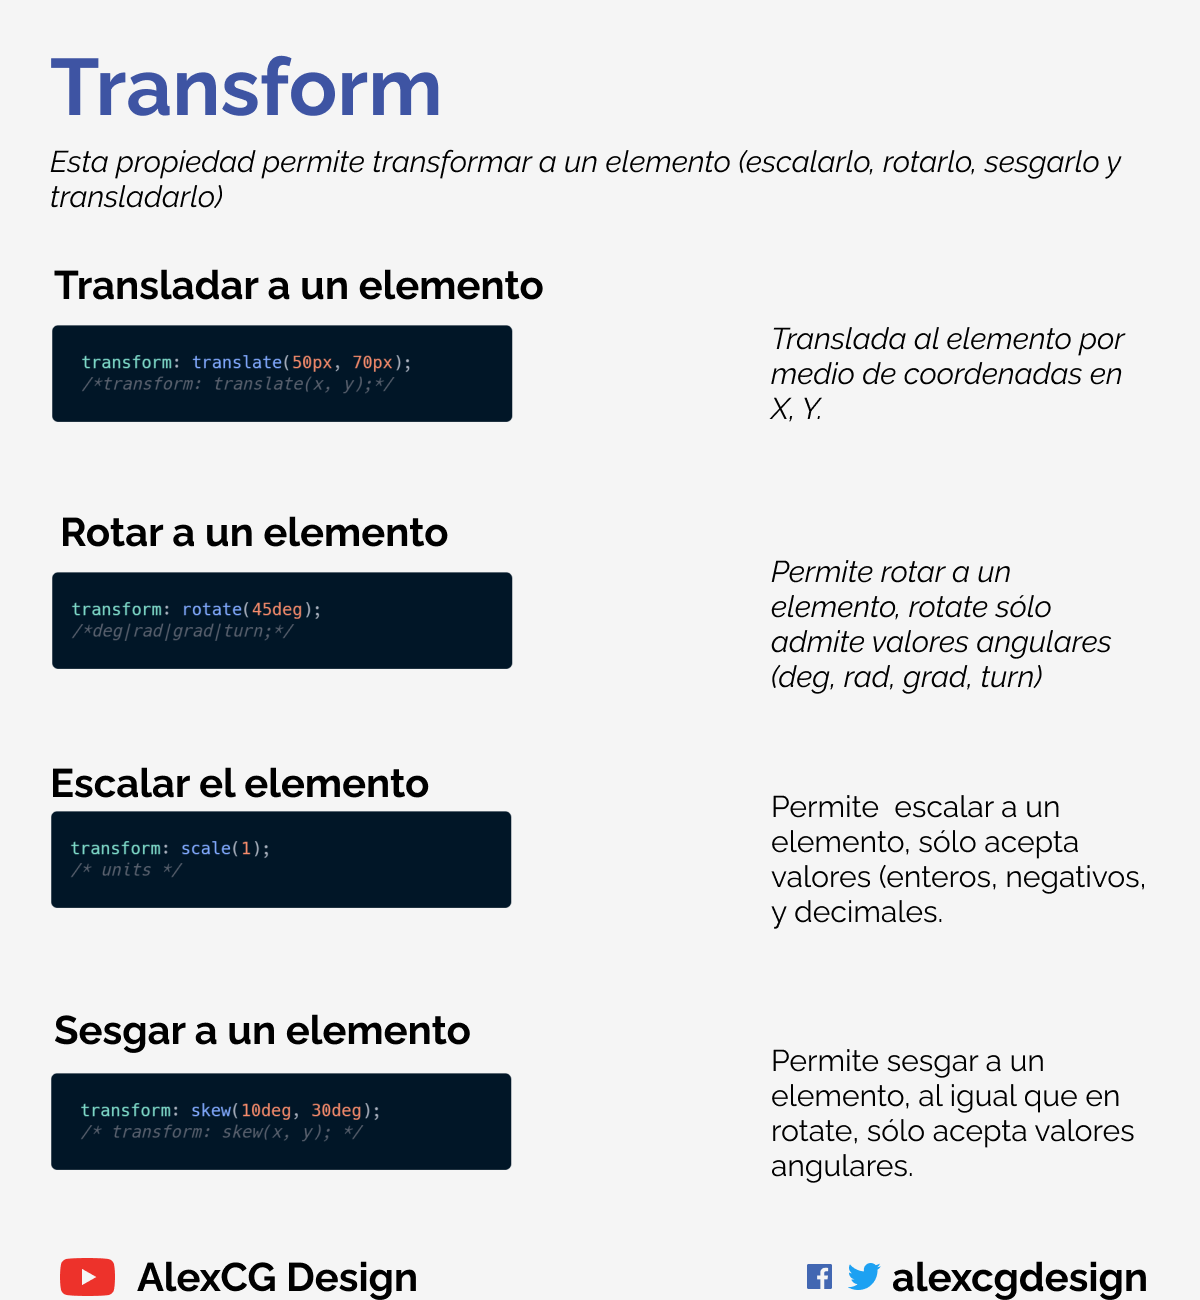 Transform
Esta propiedad permite transformar a un elemento (escalarlo, rotarlo, sesgarlo y
transladarlo)
Transladar a un elemento
transform: translate(50px, 70px);
/*transform: translate(x, y);*/
Translada al elemento por
medio de coordenadas en
X, Y.
Rotar a un elemento
transform: rotate(45deg);
/*deg|rad|grad|turn;*/
Permite rotar a un
elemento, rotate sólo
admite valores angulares
(deg, rad, grad, turn)
Escalar el elemento
transform: scale(1);
/* units */
Permite  escalar a un
elemento, sólo acepta
valores (enteros, negativos,
y decimales.
Sesgar a un elemento
transform: skew(10deg, 30deg);
/* transform: skew(x, y); */
Permite sesgar a un
elemento, al igual que en
rotate, sólo acepta valores
angulares.
AlexCG Design
alexcgdesign